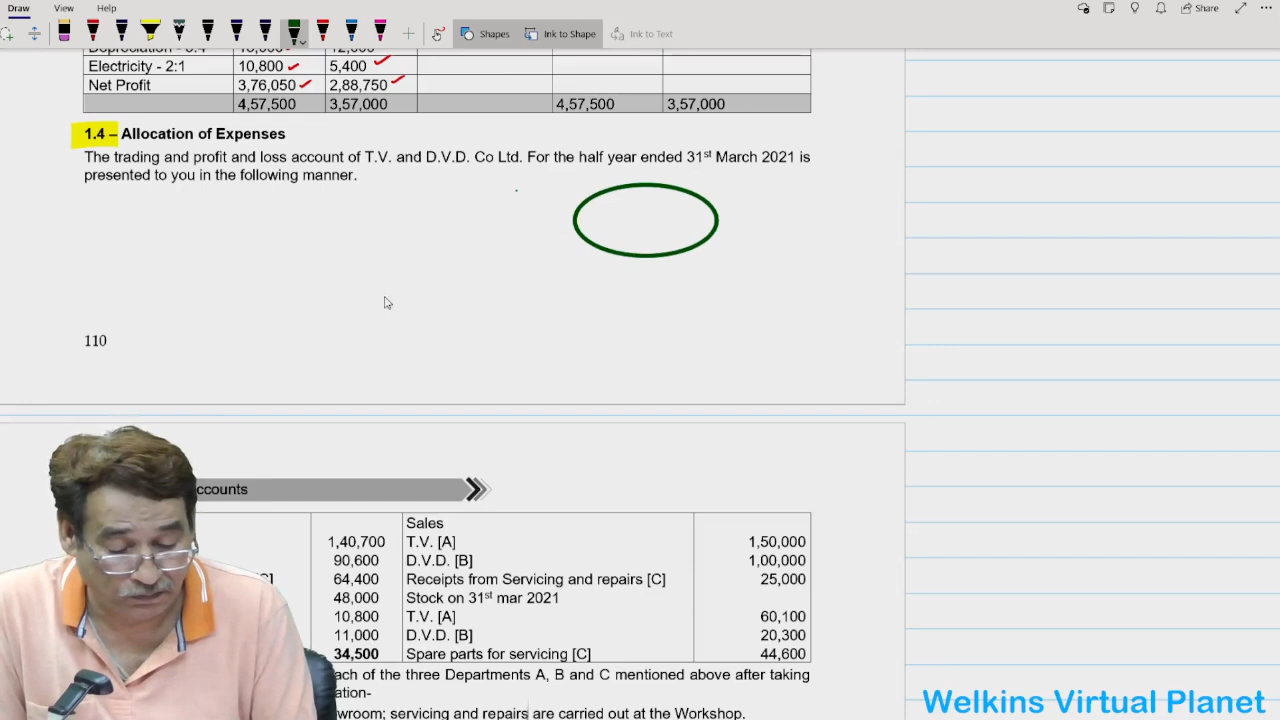 Draw View Help
Shapes Ink to Shape Ink to Text Share
Electricity - 2:1 10,800 5,400
Net Profit 3,76,050 2,88,750
4,57,500 3,57,000 4,57,500 3,57,000
1.4 – Allocation of Expenses
The trading and profit and loss account of T.V. and D.V.D. Co Ltd. For the half year ended 31st March 2021 is
presented to you in the following manner.
110
ccounts
Sales
1,40,700 T.V. [A] 1,50,000
90,600 D.V.D. [B] 1,00,000
C] 64,400 Receipts from Servicing and repairs [C] 25,000
48,000 Stock on 31st mar 2021
10,800 T.V. [A] 60,100
11,000 D.V.D. [B] 20,300
34,500 Spare parts for servicing [C] 44,600
ach of the three Departments A, B and C mentioned above after taking
ation-
wroom; servicing and repairs are carried out at the Workshop.
Welkins Virtual Planet